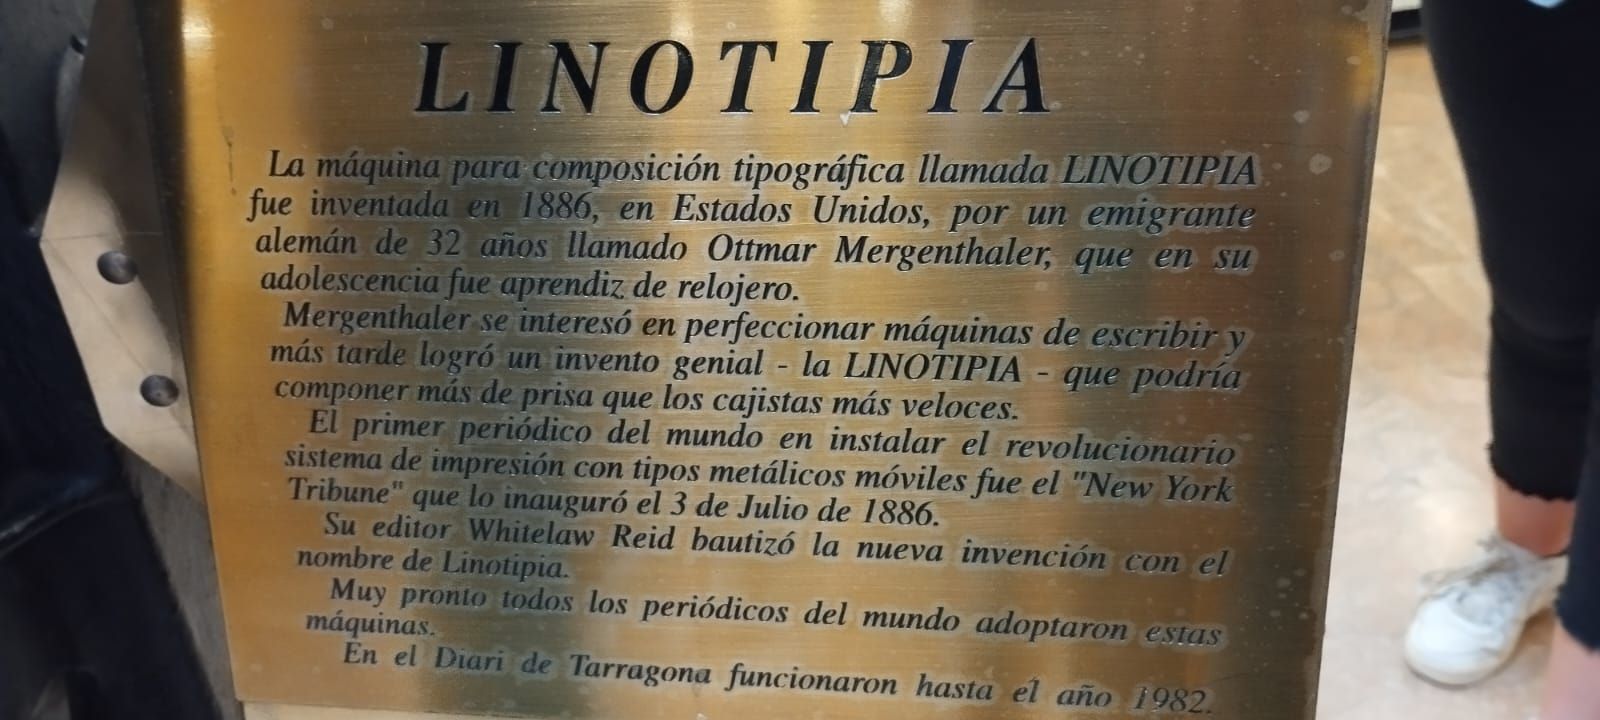 LINOTIPIA
La máquina para composición tipográfica llamada LINOTIPIA
fue inventada en 1886, en Estados Unidos, por un emigrante
alemán de 32 años llamado Ottmar Mergenthaler, que en su
adolescencia fue aprendiz de relojero.
Mergenthaler se interesó en perfeccionar máquinas de escribir y
más tarde logró un invento genial - la LINOTIPIA - que podría
componer más de prisa que los cajistas más veloces.
El primer periódico del mundo en instalar el revolucionario
sistema de impresión con tipos metálicos móviles fue el "New York
Tribune" que lo inauguró el 3 de Julio de 1886.
Su editor Whitelaw Reid bautizó la nueva invención con el
nombre de Linotipia.
Muy pronto todos los periódicos del mundo adoptaron estas
máquinas.
En el Diari de Tarragona funcionaron hasta el año 1982.